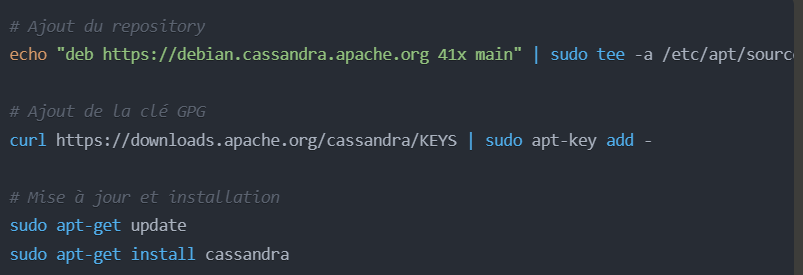 # Ajout du repository
echo "deb https://debian.cassandra.apache.org 41x main" | sudo tee -a /etc/apt/source
# Ajout de la clé GPG
curl https://downloads.apache.org/cassandra/KEYS | sudo apt-key add -
# Mise à jour et installation
sudo apt-get update
sudo apt-get install cassandra